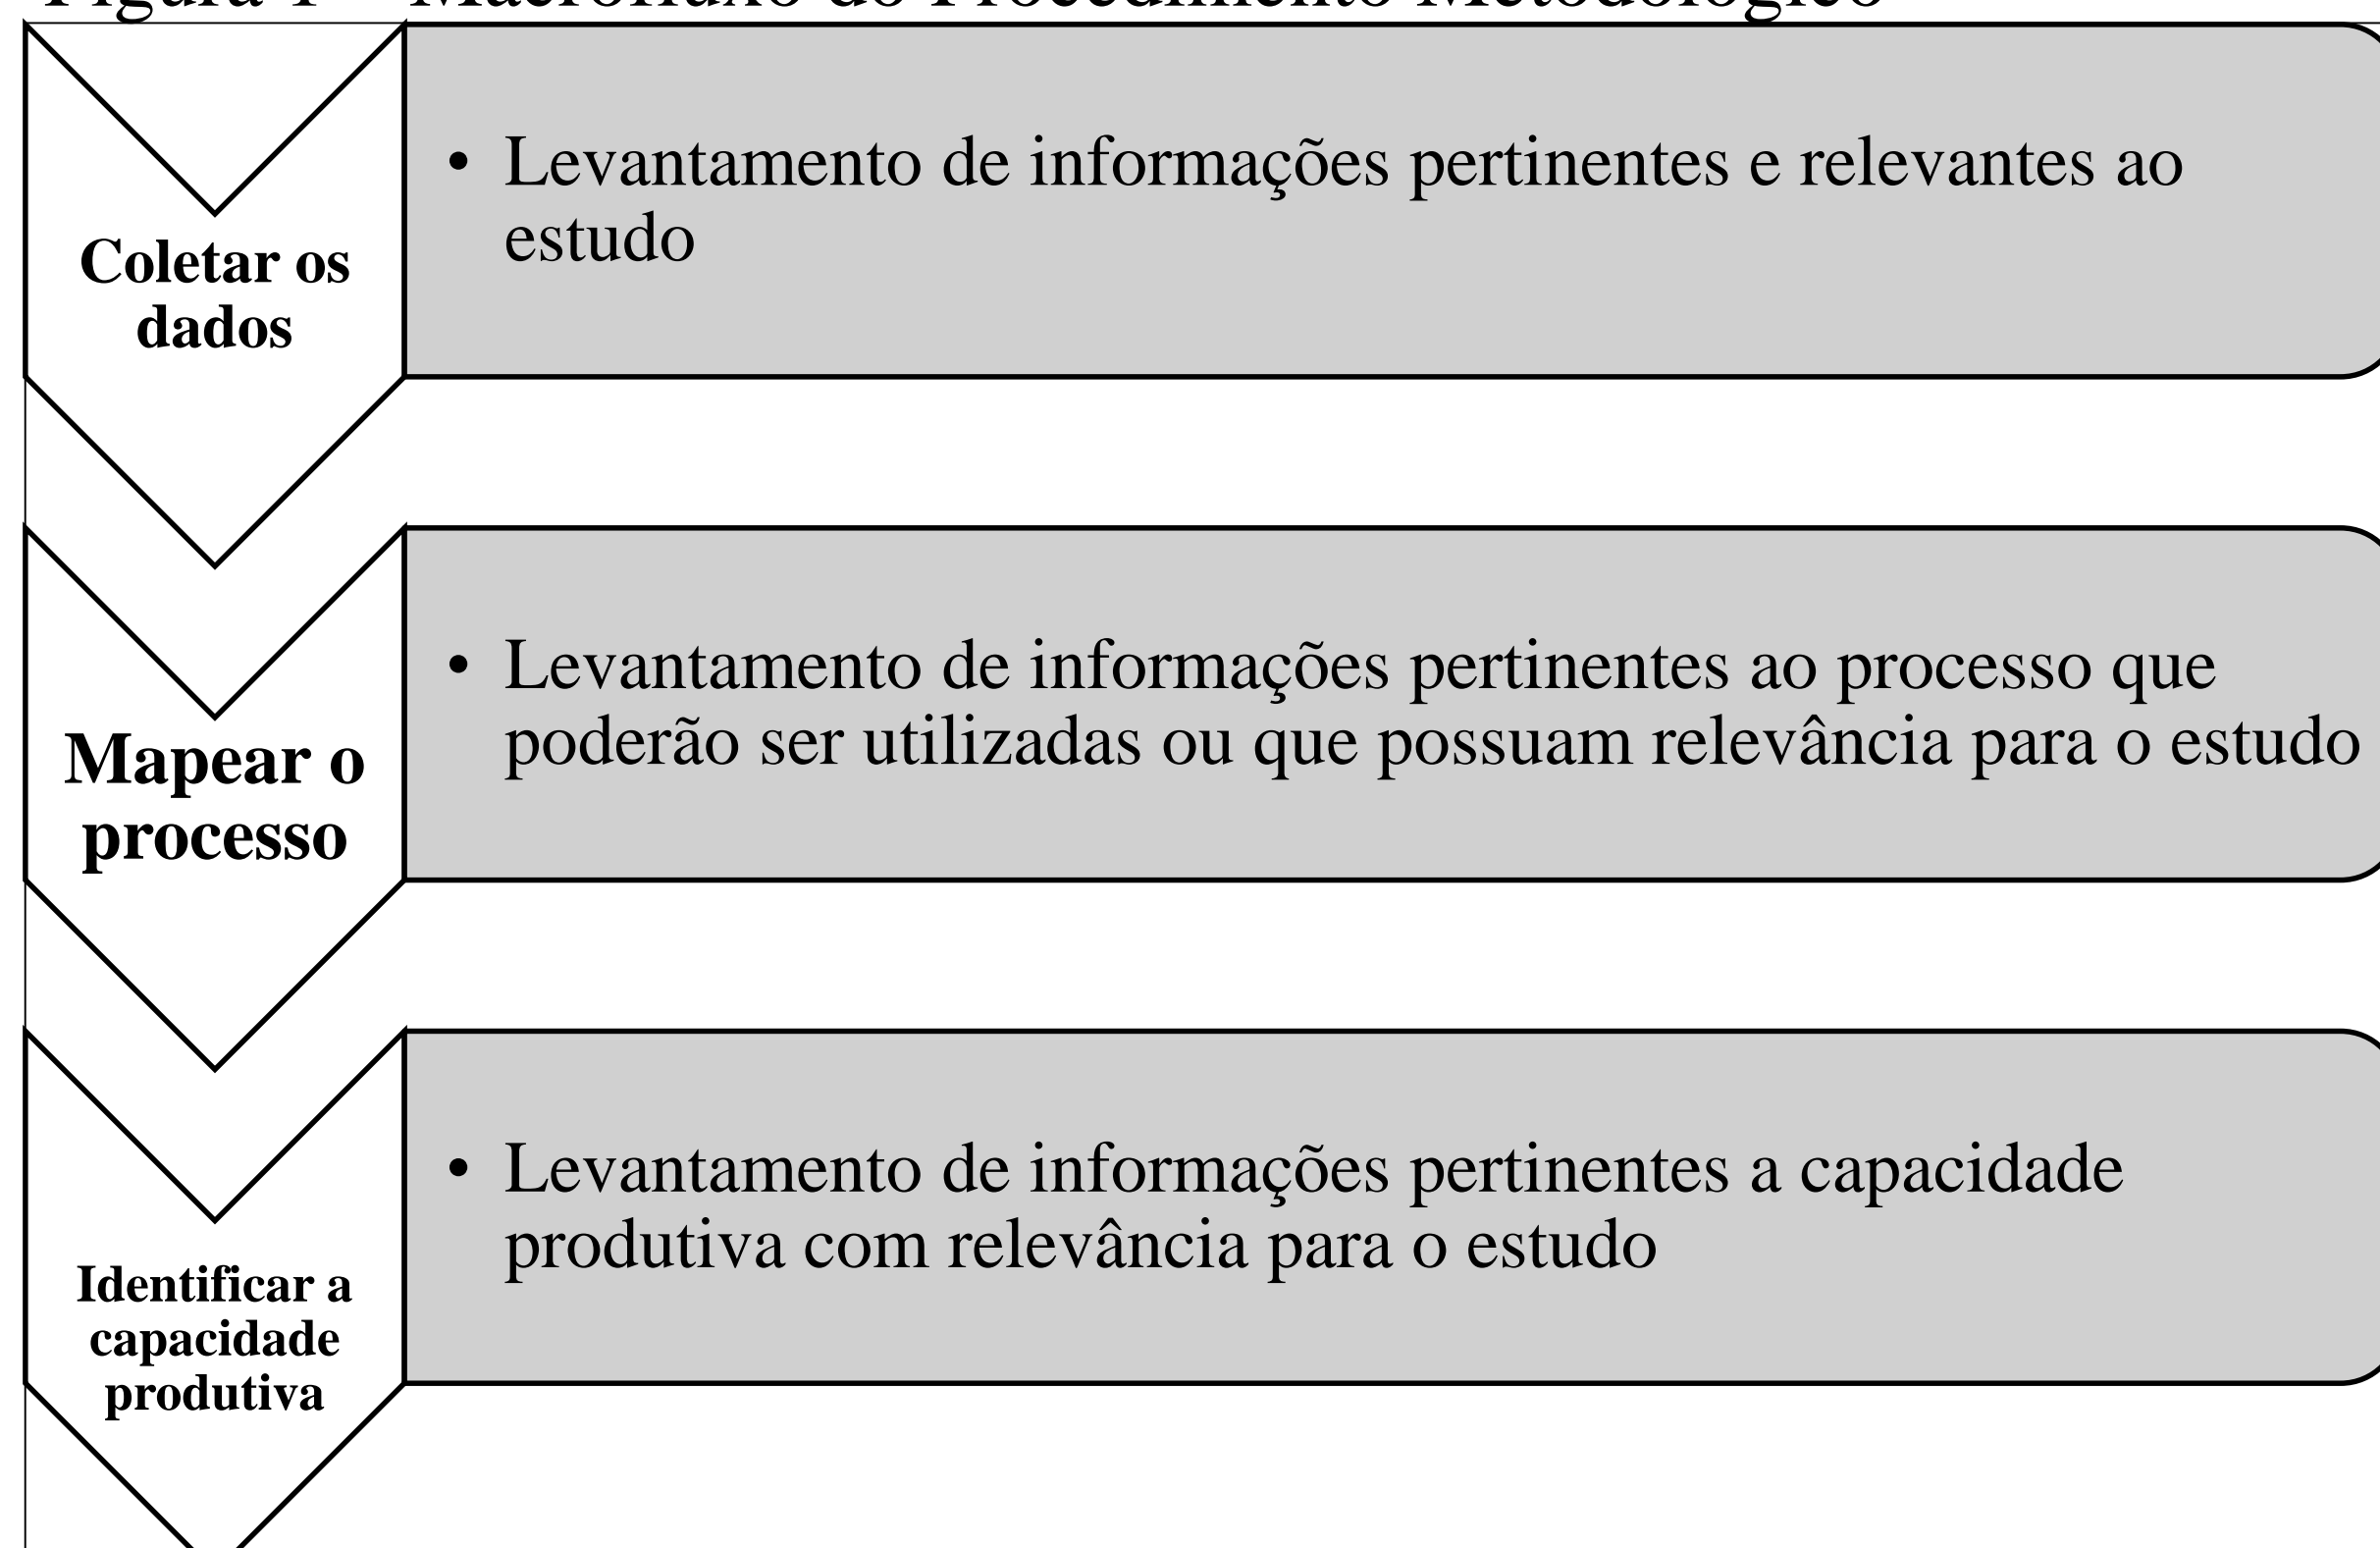 Coletar os
dados
• Levantamento de informações pertinentes e relevantes ao
estudo
Mapear o
processo
• Levantamento de informações pertinentes ao processo que
poderão ser utilizadas ou que possuam relevância para o estudo
Identificar a
capacidade
produtiva
• Levantamento de informações pertinentes a capacidade
produtiva com relevância para o estudo